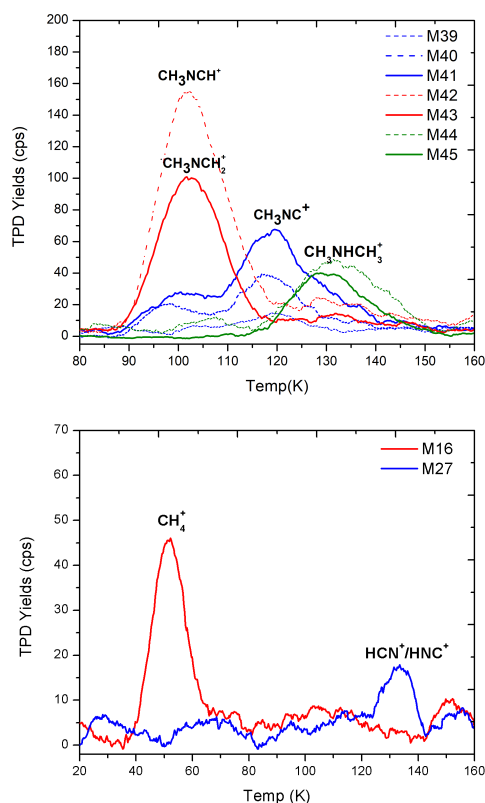 200
180
160
140
120
100
80
60
40
20
0
TPD Yields (cps)
M39
M40
M41
M42
M43
M44
M45
CH₃NCH⁺
CH₃NCH₂⁺
CH₃NC⁺
CH₃NHCH₃⁺
80 90 100 110 120 130 140 150 160
Temp(K)
70
60
50
40
30
20
10
0
TPD Yields (cps)
M16
M27
CH₄⁺
HCN⁺/HNC⁺
20 40 60 80 100 120 140 160
Temp (K)